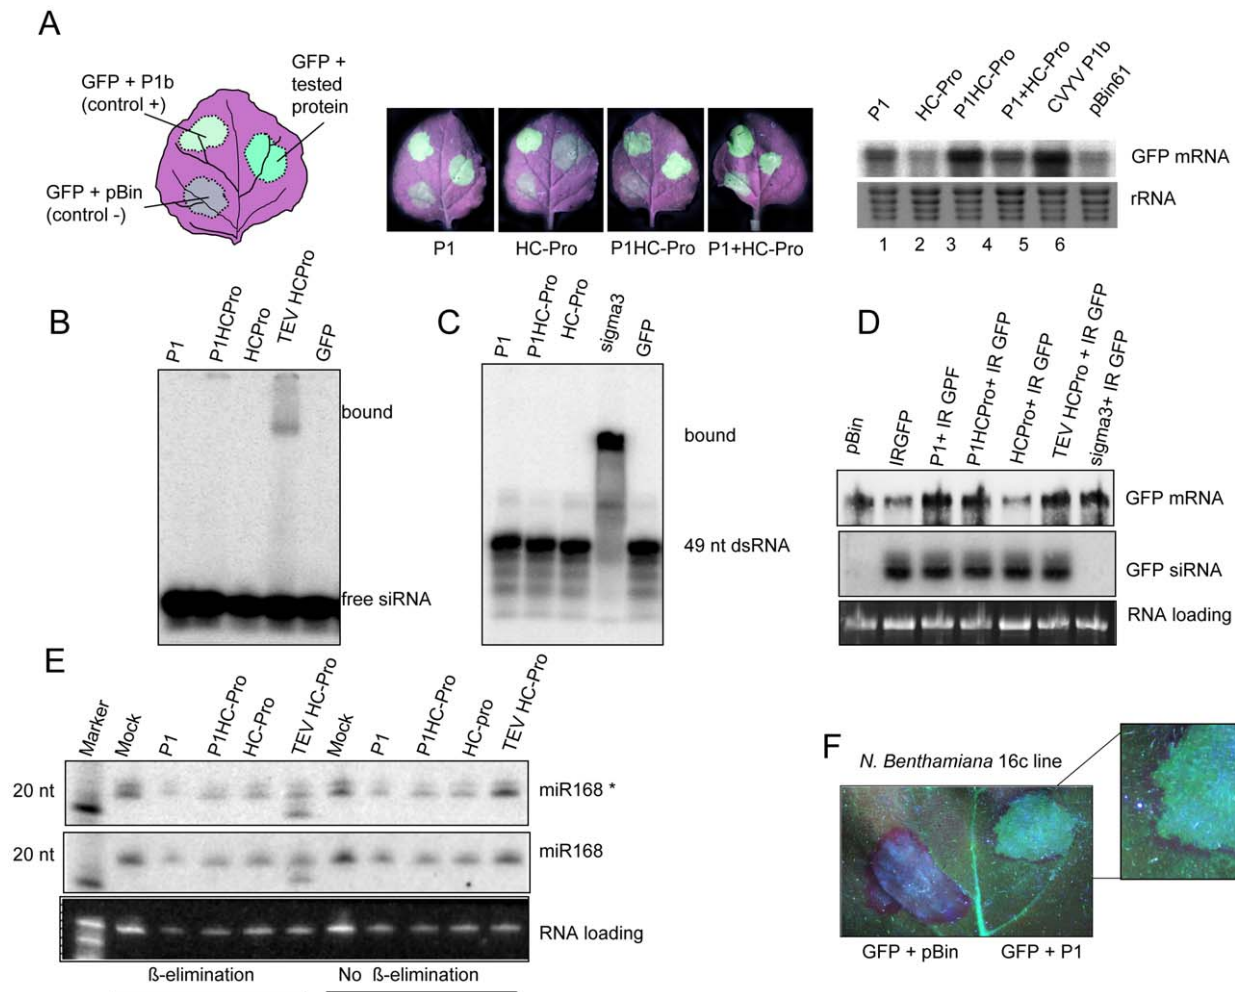 A
GFP + P1b
(control +)
GFP +
tested
protein
GFP + pBin
(control -)
P1
HC-Pro
P1HC-Pro
P1+HC-Pro
P1
HC-Pro
P1HC-Pro
P1+HC-Pro
CVYV P1b
pBin61
GFP mRNA
rRNA
1 2 3 4 5 6
B
P1
P1HCPro
HCPro
TEV HCPro
GFP
bound
free siRNA
C
P1
P1HC-Pro
HC-Pro
sigma3
GFP
bound
49 nt dsRNA
D
pBin
IRGFP
P1+ IR GPF
P1HCPro+ IR GFP
HCPro+ IR GFP
TEV HCPro + IR GFP
sigma3+ IR GFP
GFP mRNA
GFP siRNA
RNA loading
E
Marker
Mock
P1
P1HC-Pro
HC-Pro
TEV HC-Pro
Mock
P1
P1HC-Pro
HC-pro
TEV HC-Pro
20 nt
miR168 *
20 nt
miR168
RNA loading
ß-elimination
No ß-elimination
F
N. Benthamiana 16c line
GFP + pBin
GFP + P1